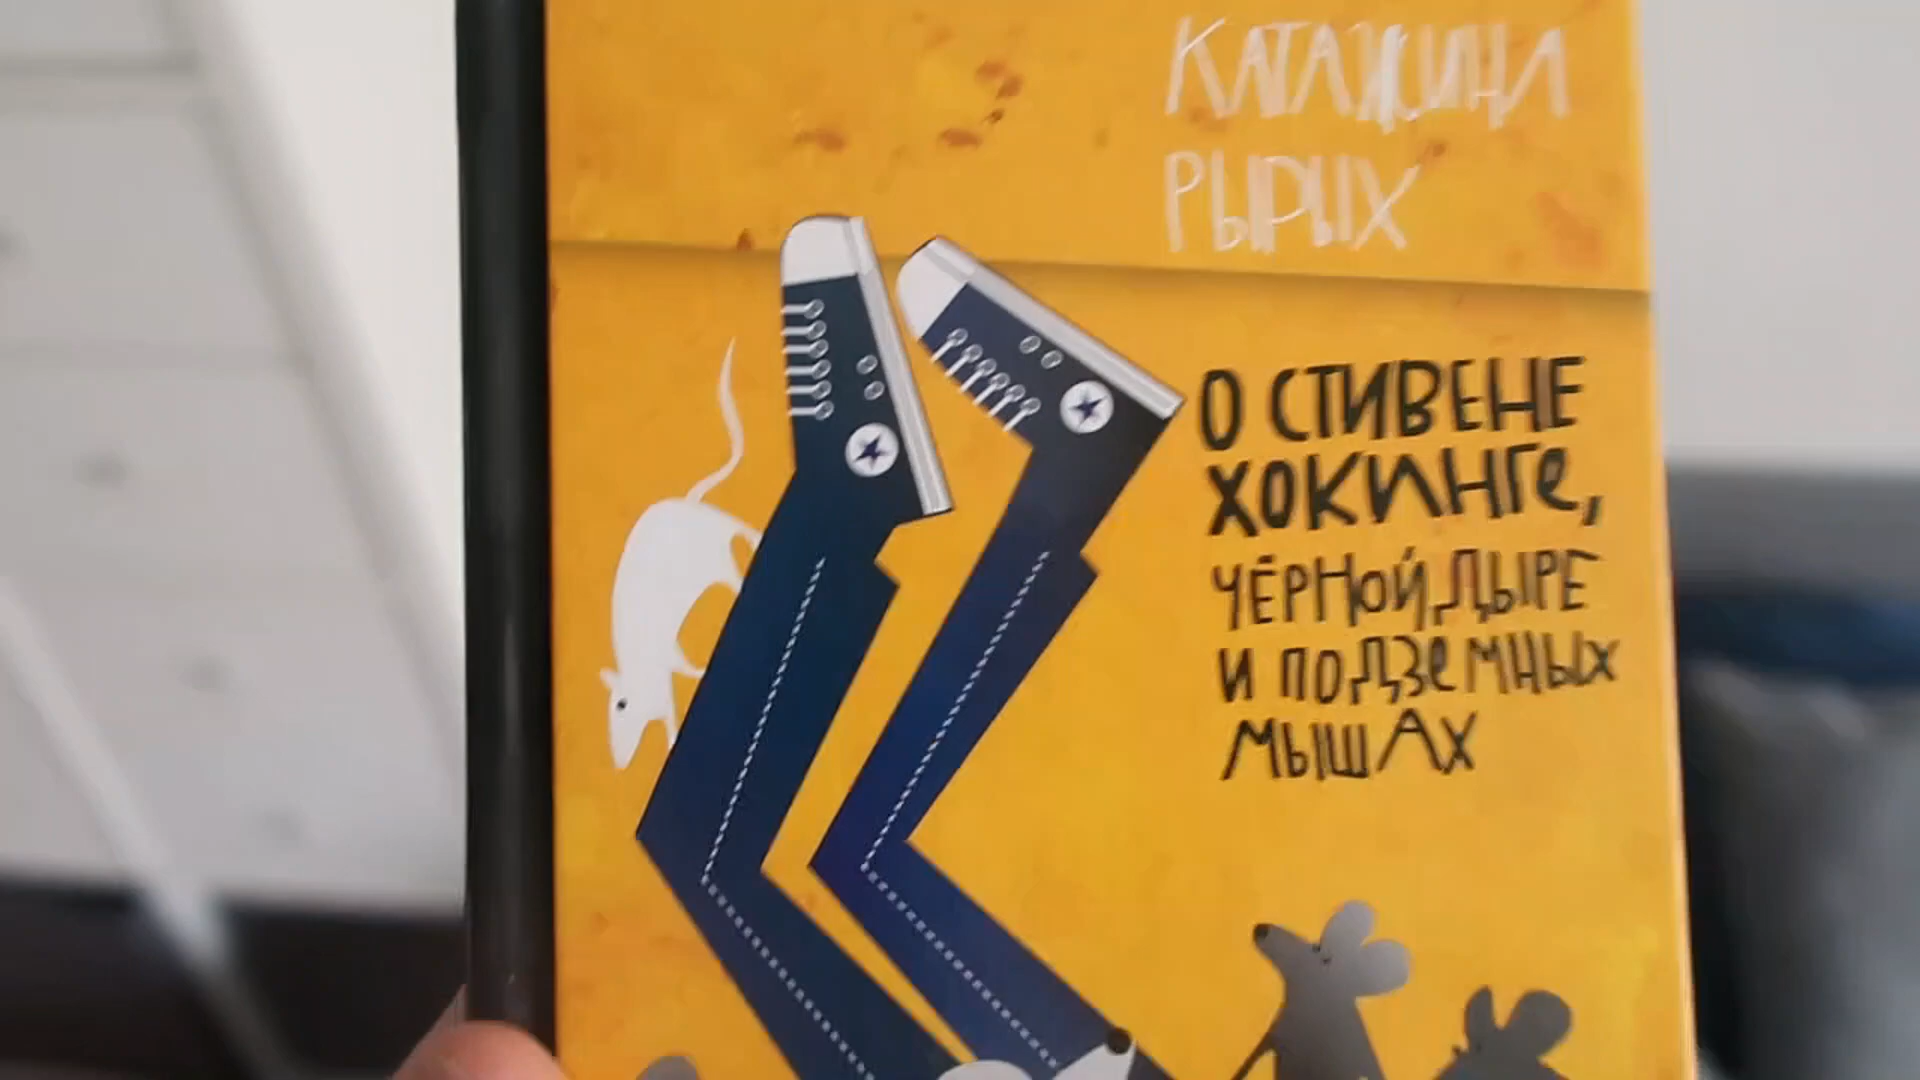 КАТАЖИНА
РЫРЫХ
О СТИВЕНЕ
ХОКИНГе,
ЧЁРНОЙ ДЫРЕ
И ПОДЗеМНЫХ
МЫШАХ